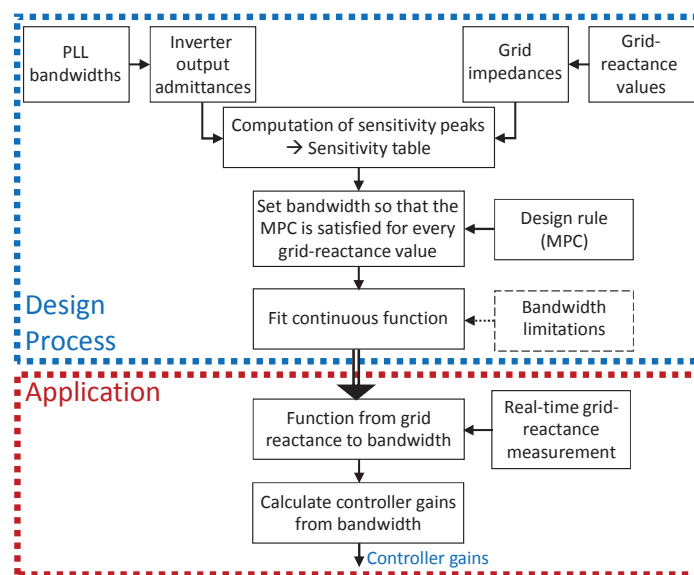 PLL
bandwidths
Inverter
output
admittances
Grid
impedances
Grid-
reactance
values
Computation of sensitivity peaks
→ Sensitivity table
Set bandwidth so that the
MPC is satisfied for every
grid-reactance value
Design rule
(MPC)
Design
Process
Fit continuous function
Bandwidth
limitations
Application
Function from grid
reactance to bandwidth
Real-time grid-
reactance
measurement
Calculate controller gains
from bandwidth
Controller gains